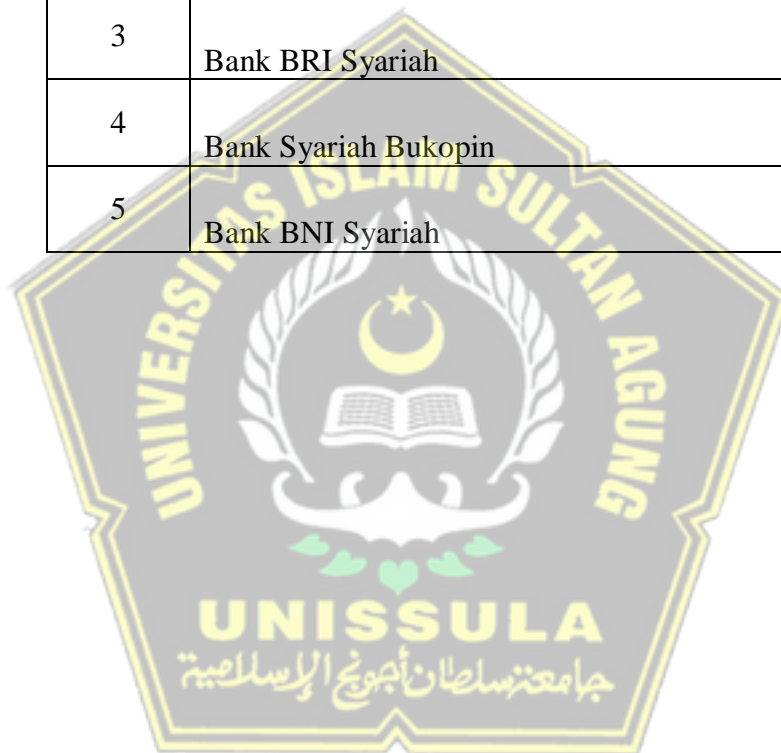 3 Bank BRI Syariah
4 Bank Syariah Bukopin
5 Bank BNI Syariah
UNIVERSITAS ISLAM SULTAN AGUNG
UNISSULA
جامعة سلطان أجونج الإسلامية